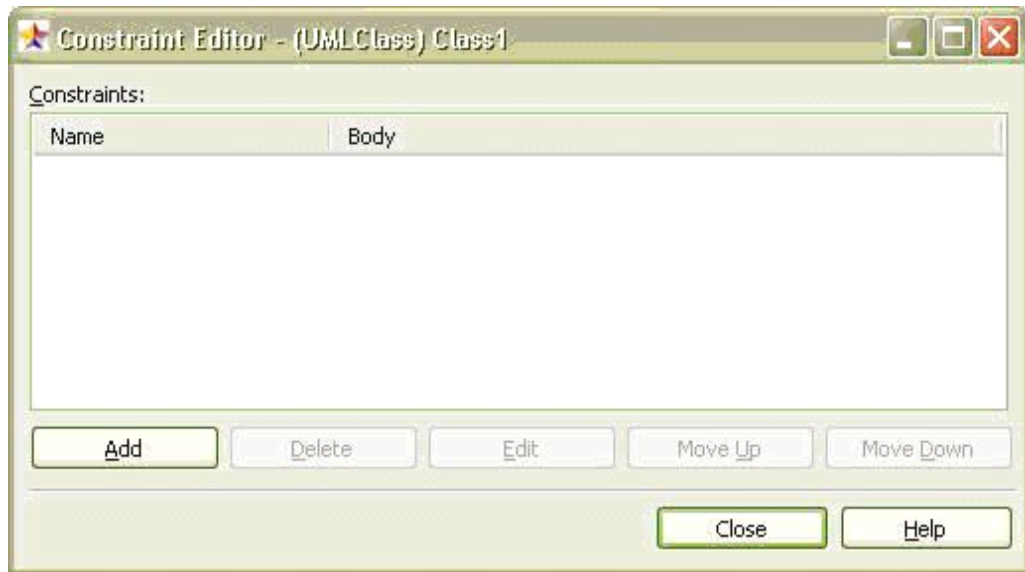 Constraint Editor - (UMLClass) Class1
Constraints:
Name Body
Add Delete Edit Move Up Move Down
Close Help